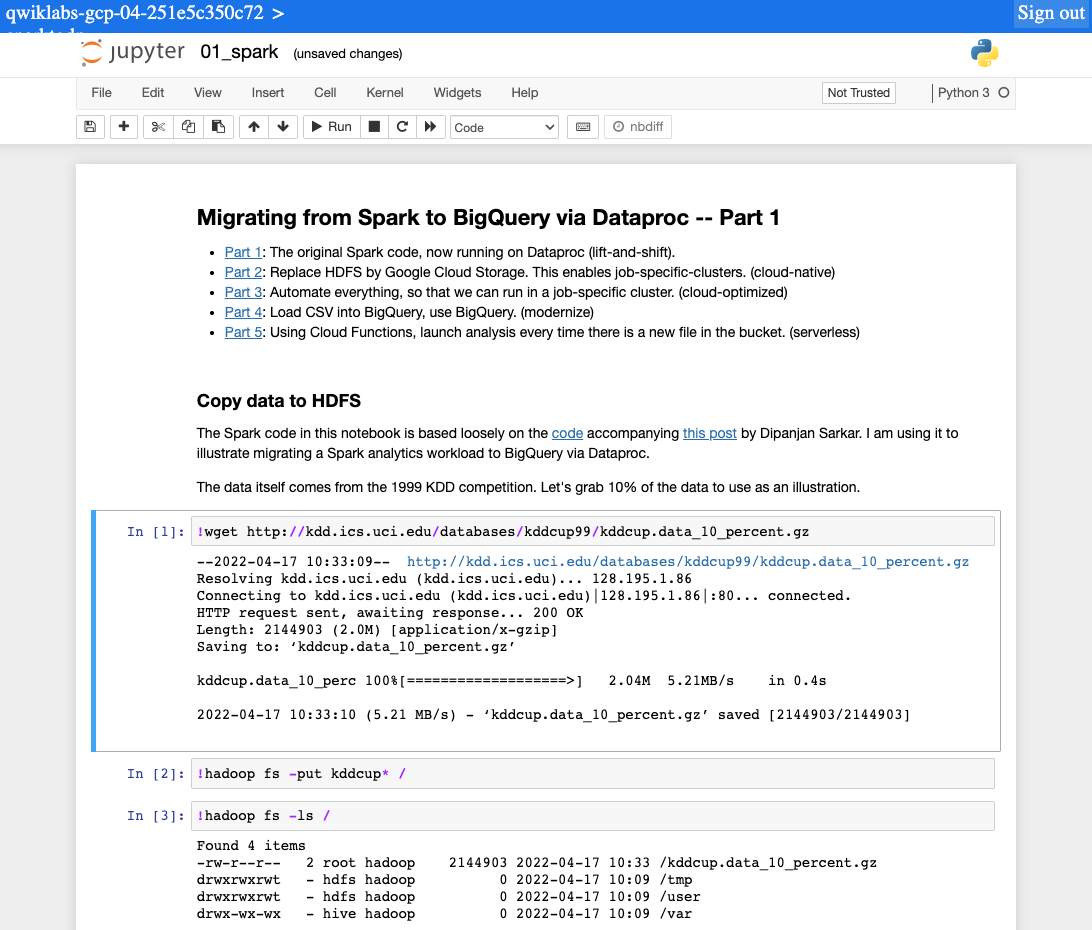 qwiklabs-gcp-04-251e5c350c72 >
Sign out
jupyter 01_spark (unsaved changes)
File Edit View Insert Cell Kernel Widgets Help Not Trusted Python 3
Run Code nbdiff
Migrating from Spark to BigQuery via Dataproc -- Part 1
• Part 1: The original Spark code, now running on Dataproc (lift-and-shift).
• Part 2: Replace HDFS by Google Cloud Storage. This enables job-specific-clusters. (cloud-native)
• Part 3: Automate everything, so that we can run in a job-specific cluster. (cloud-optimized)
• Part 4: Load CSV into BigQuery, use BigQuery. (modernize)
• Part 5: Using Cloud Functions, launch analysis every time there is a new file in the bucket. (serverless)
Copy data to HDFS
The Spark code in this notebook is based loosely on the code accompanying this post by Dipanjan Sarkar. I am using it to
illustrate migrating a Spark analytics workload to BigQuery via Dataproc.
The data itself comes from the 1999 KDD competition. Let's grab 10% of the data to use as an illustration.
In [1]: !wget http://kdd.ics.uci.edu/databases/kddcup99/kddcup.data_10_percent.gz
--2022-04-17 10:33:09--  http://kdd.ics.uci.edu/databases/kddcup99/kddcup.data_10_percent.gz
Resolving kdd.ics.uci.edu (kdd.ics.uci.edu)... 128.195.1.86
Connecting to kdd.ics.uci.edu (kdd.ics.uci.edu)|128.195.1.86|:80... connected.
HTTP request sent, awaiting response... 200 OK
Length: 2144903 (2.0M) [application/x-gzip]
Saving to: ‘kddcup.data_10_percent.gz’
kddcup.data_10_perc 100%[===================>]   2.04M  5.21MB/s    in 0.4s
2022-04-17 10:33:10 (5.21 MB/s) - ‘kddcup.data_10_percent.gz’ saved [2144903/2144903]
In [2]: !hadoop fs -put kddcup* /
In [3]: !hadoop fs -ls /
Found 4 items
-rw-r--r--   2 root hadoop    2144903 2022-04-17 10:33 /kddcup.data_10_percent.gz
drwxrwxrwt   - hdfs hadoop          0 2022-04-17 10:09 /tmp
drwxrwxrwt   - hdfs hadoop          0 2022-04-17 10:09 /user
drwx-wx-wx   - hive hadoop          0 2022-04-17 10:09 /var